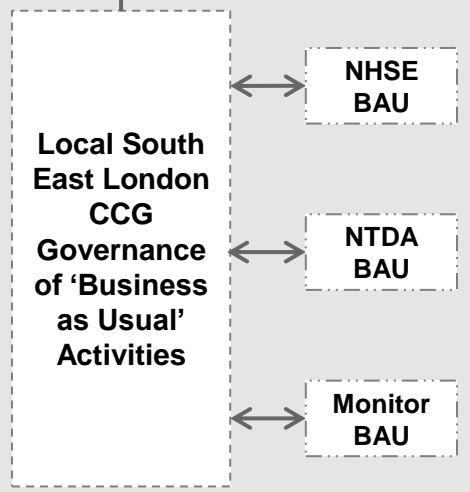 Local South
East London
CCG
Governance
of ‘Business
as Usual’
Activities
NHSE
BAU
NTDA
BAU
Monitor
BAU